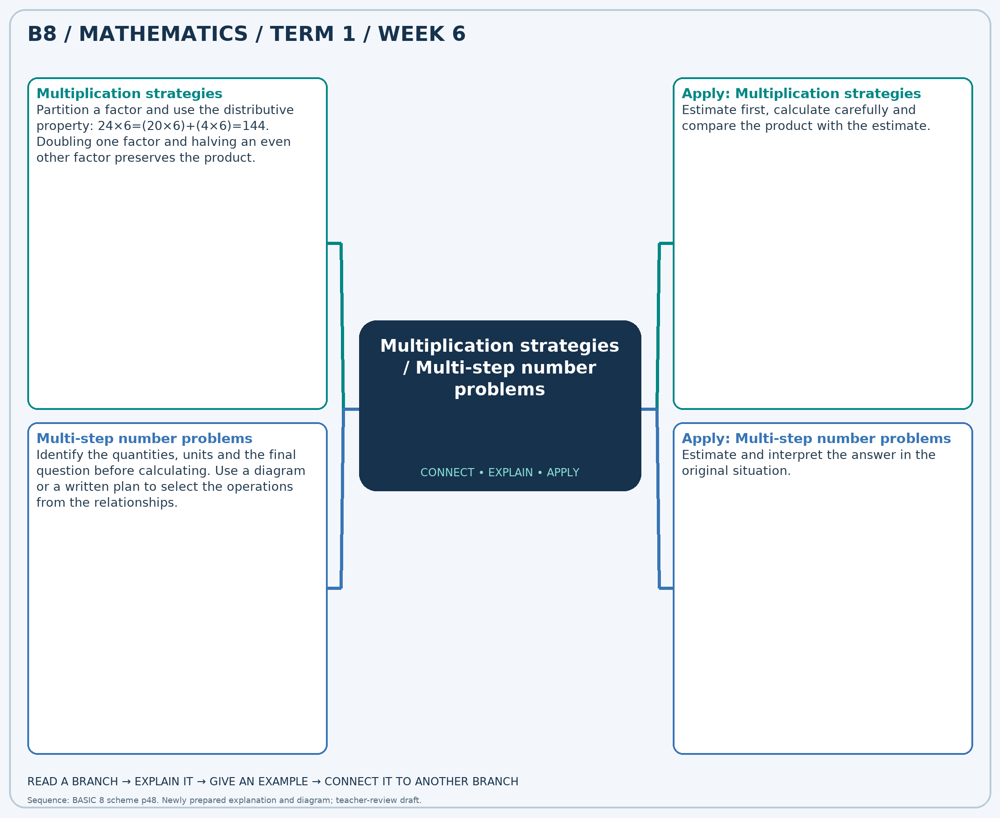 B8 / MATHEMATICS / TERM 1 / WEEK 6
Multiplication strategies
Partition a factor and use the distributive
property: 24×6=(20×6)+(4×6)=144.
Doubling one factor and halving an even
other factor preserves the product.
Apply: Multiplication strategies
Estimate first, calculate carefully and
compare the product with the estimate.
Multiplication strategies
/ Multi-step number
problems
CONNECT • EXPLAIN • APPLY
Multi-step number problems
Identify the quantities, units and the final
question before calculating. Use a diagram
or a written plan to select the operations
from the relationships.
Apply: Multi-step number problems
Estimate and interpret the answer in the
original situation.
READ A BRANCH → EXPLAIN IT → GIVE AN EXAMPLE → CONNECT IT TO ANOTHER BRANCH
Sequence: BASIC 8 scheme p48. Newly prepared explanation and diagram; teacher-review draft.